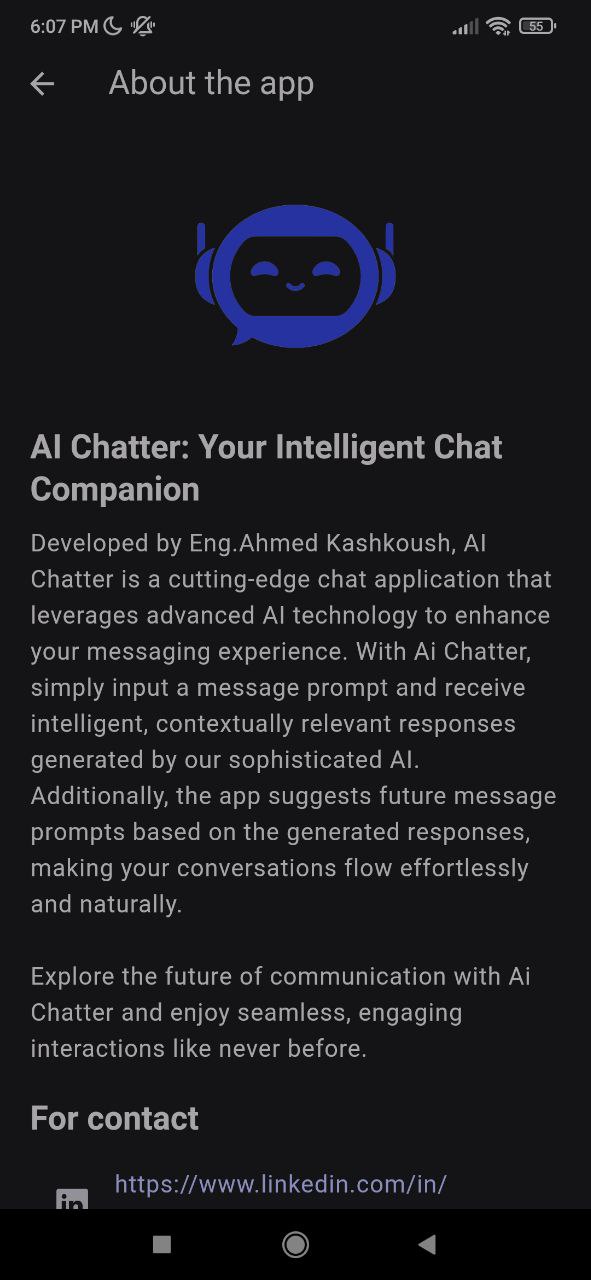 6:07 PM
55
About the app
AI Chatter: Your Intelligent Chat
Companion
Developed by Eng.Ahmed Kashkoush, AI
Chatter is a cutting-edge chat application that
leverages advanced AI technology to enhance
your messaging experience. With Ai Chatter,
simply input a message prompt and receive
intelligent, contextually relevant responses
generated by our sophisticated AI.
Additionally, the app suggests future message
prompts based on the generated responses,
making your conversations flow effortlessly
and naturally.
Explore the future of communication with Ai
Chatter and enjoy seamless, engaging
interactions like never before.
For contact
https://www.linkedin.com/in/
in